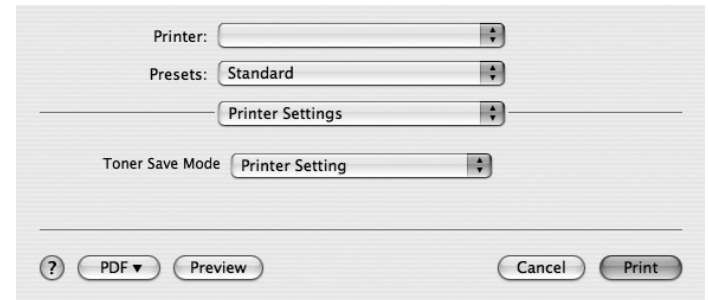 Printer:
Presets: Standard
Printer Settings
Toner Save Mode Printer Setting
? PDF▼ Preview Cancel Print